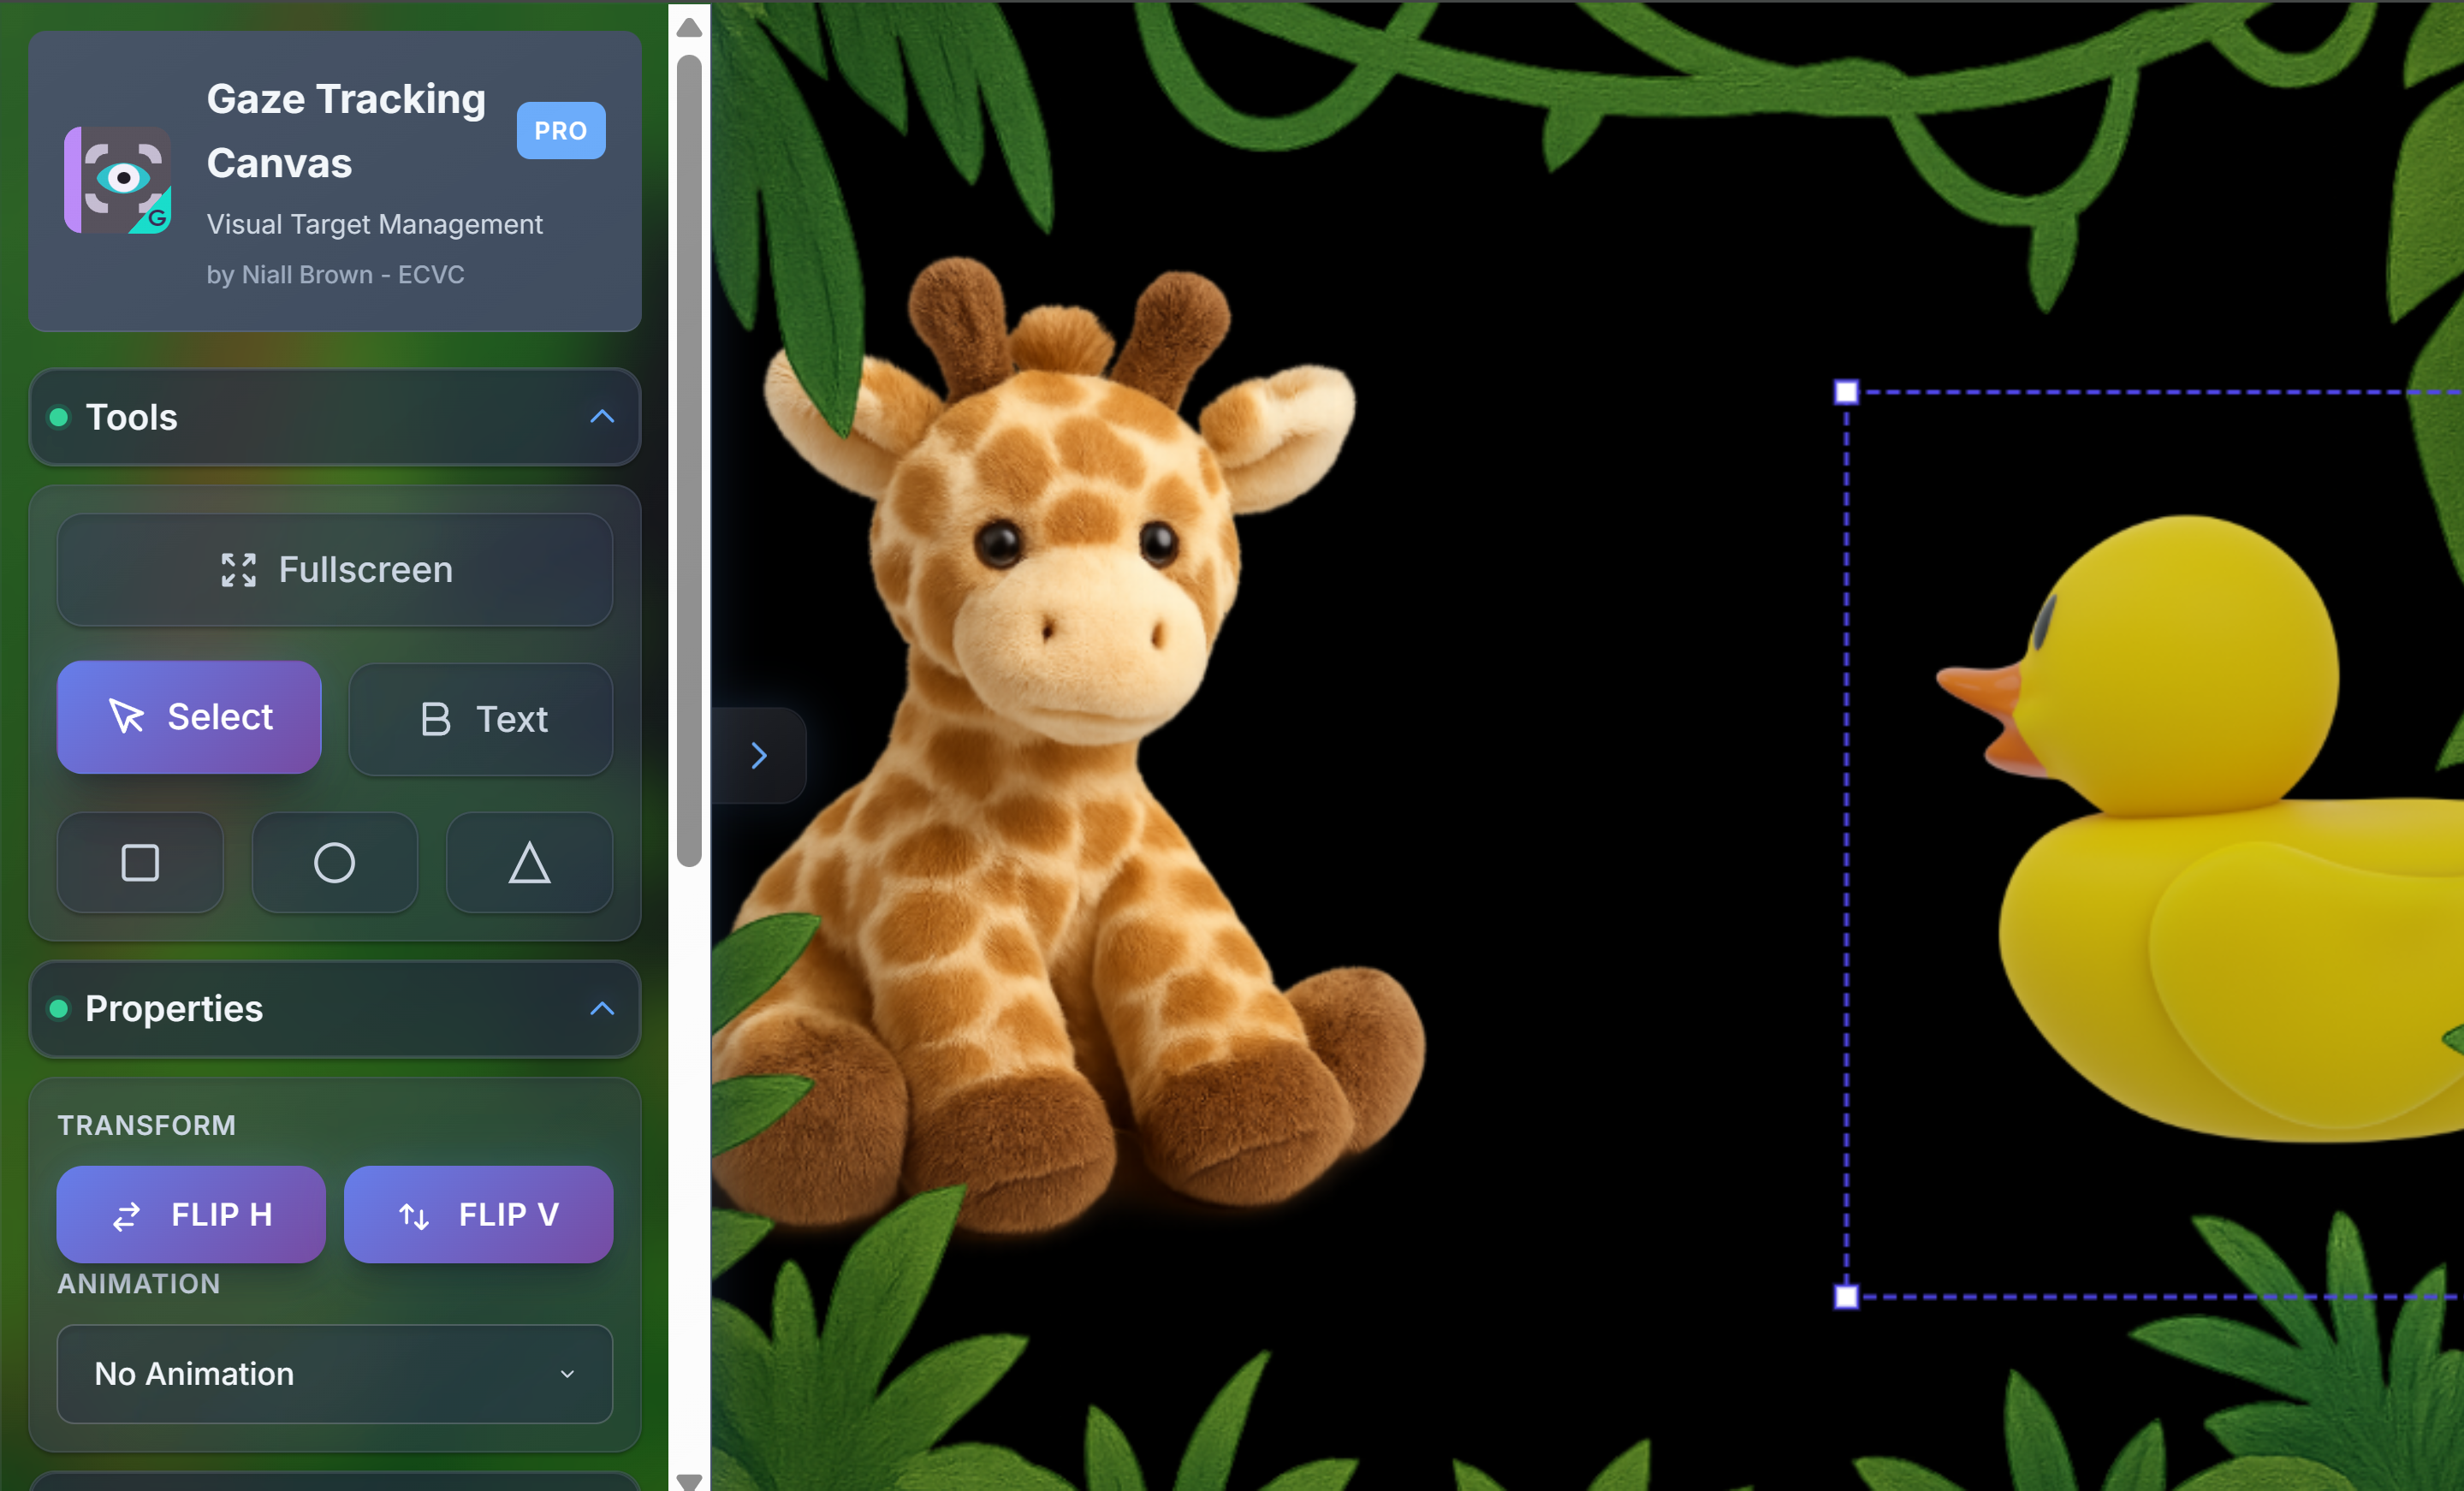 Gaze Tracking
Canvas
PRO
Visual Target Management
by Niall Brown - ECVC
G
Tools
Fullscreen
Select
B Text
Properties
TRANSFORM
FLIP H
FLIP V
ANIMATION
No Animation